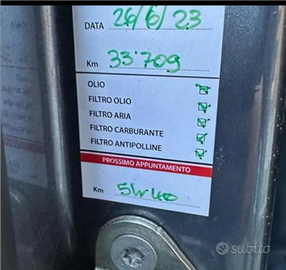 DATA 26/6/23
Km 33709
OLIO
FILTRO OLIO
FILTRO ARIA
FILTRO CARBURANTE
FILTRO ANTIPOLLINE
PROSSIMO APPUNTAMENTO
Km
subito